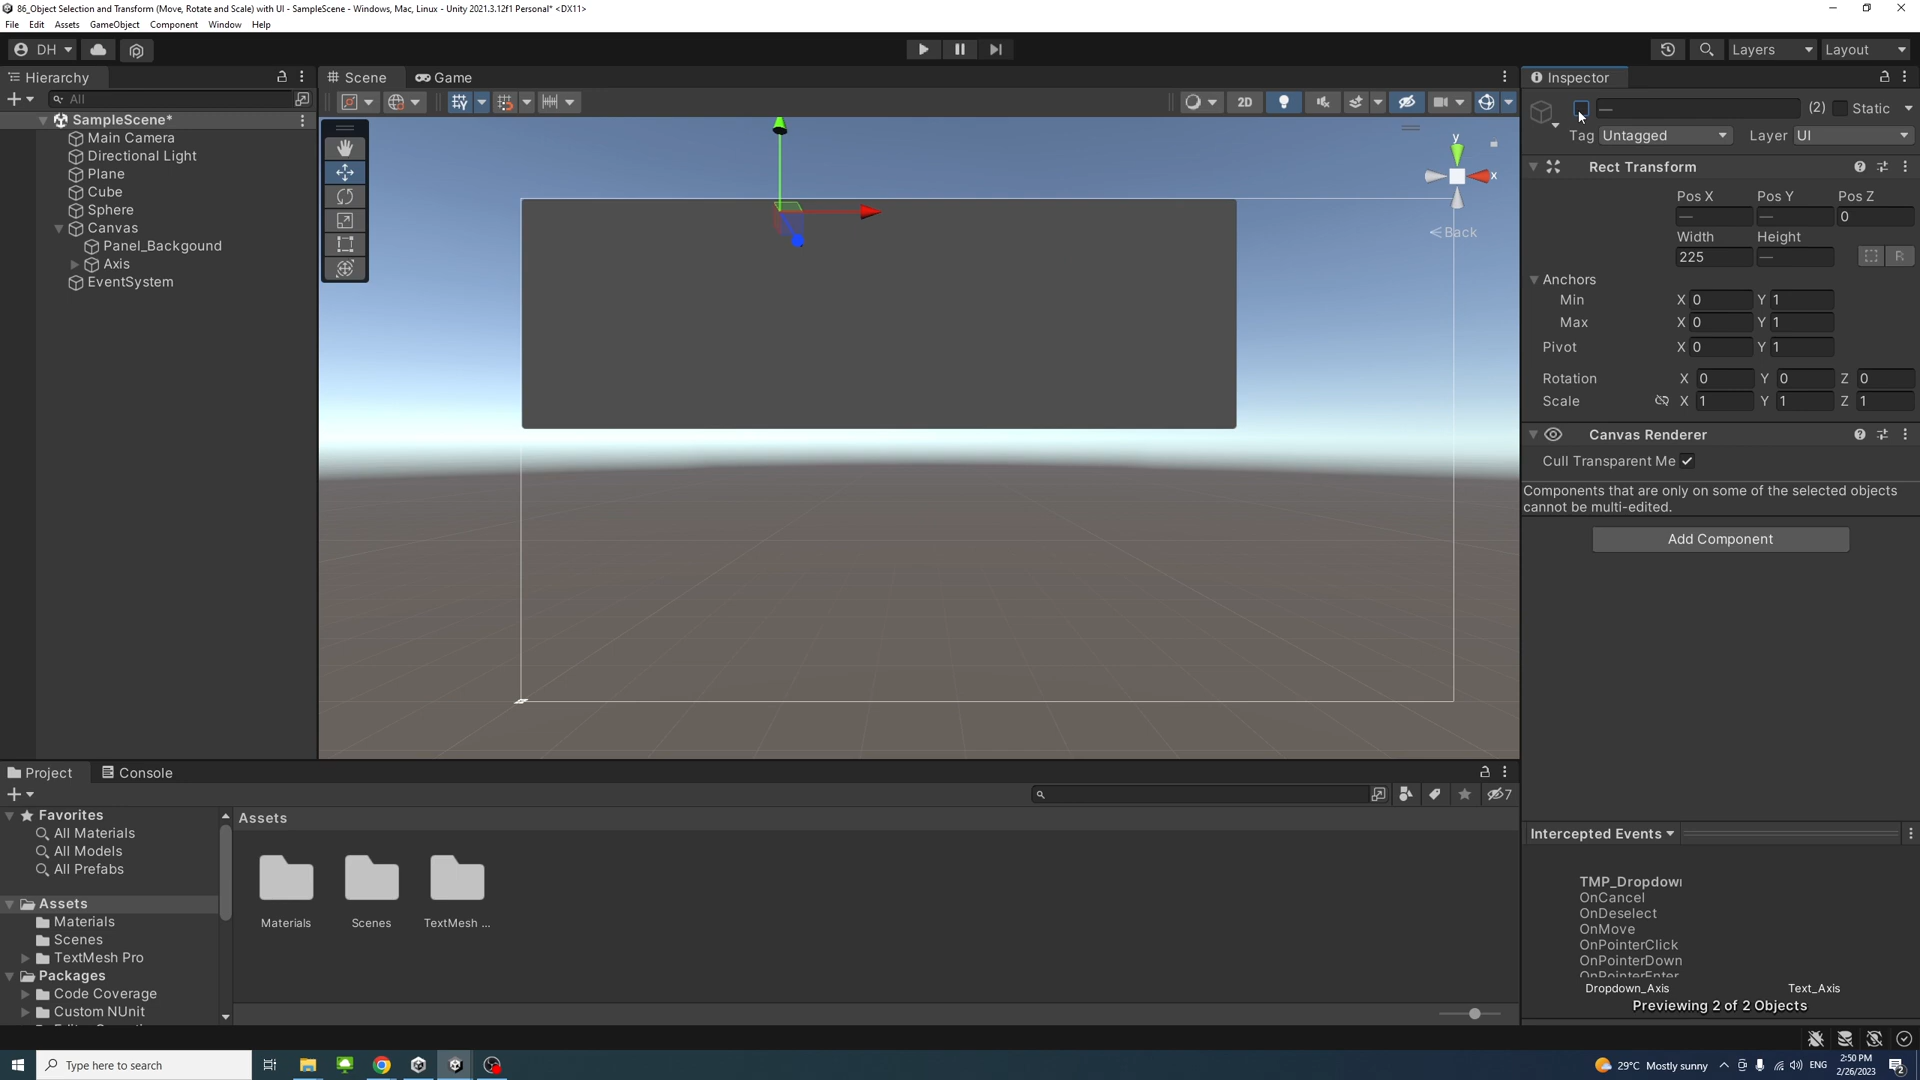 86_Object Selection and Transform (Move, Rotate and Scale) with UI - SampleScene - Windows, Mac, Linux - Unity 2021.3.12f1 Personal* <DX11>
File Edit Assets GameObject Component Window Help
DH
Layers Layout
Hierarchy
All
SampleScene*
Main Camera
Directional Light
Plane
Cube
Sphere
Canvas
Panel_Backgound
Axis
EventSystem
Scene Game
2D
y
x
Back
Inspector
— (2) Static
Tag Untagged Layer UI
Rect Transform
Pos X Pos Y Pos Z
— — 0
Width Height
225 — R
Anchors
Min X 0 Y 1
Max X 0 Y 1
Pivot X 0 Y 1
Rotation X 0 Y 0 Z 0
Scale X 1 Y 1 Z 1
Canvas Renderer
Cull Transparent Me
Components that are only on some of the selected objects
cannot be multi-edited.
Add Component
Intercepted Events
TMP_Dropdow
OnCancel
OnDeselect
OnMove
OnPointerClick
OnPointerDown
OnPointerEnter
Dropdown_Axis Text_Axis
Previewing 2 of 2 Objects
Project Console
7
Favorites
All Materials
All Models
All Prefabs
Assets
Materials
Scenes
TextMesh Pro
Packages
Code Coverage
Custom NUnit
Assets
Materials Scenes TextMesh ...
Type here to search
29°C Mostly sunny ENG
2:50 PM
2/26/2023
2